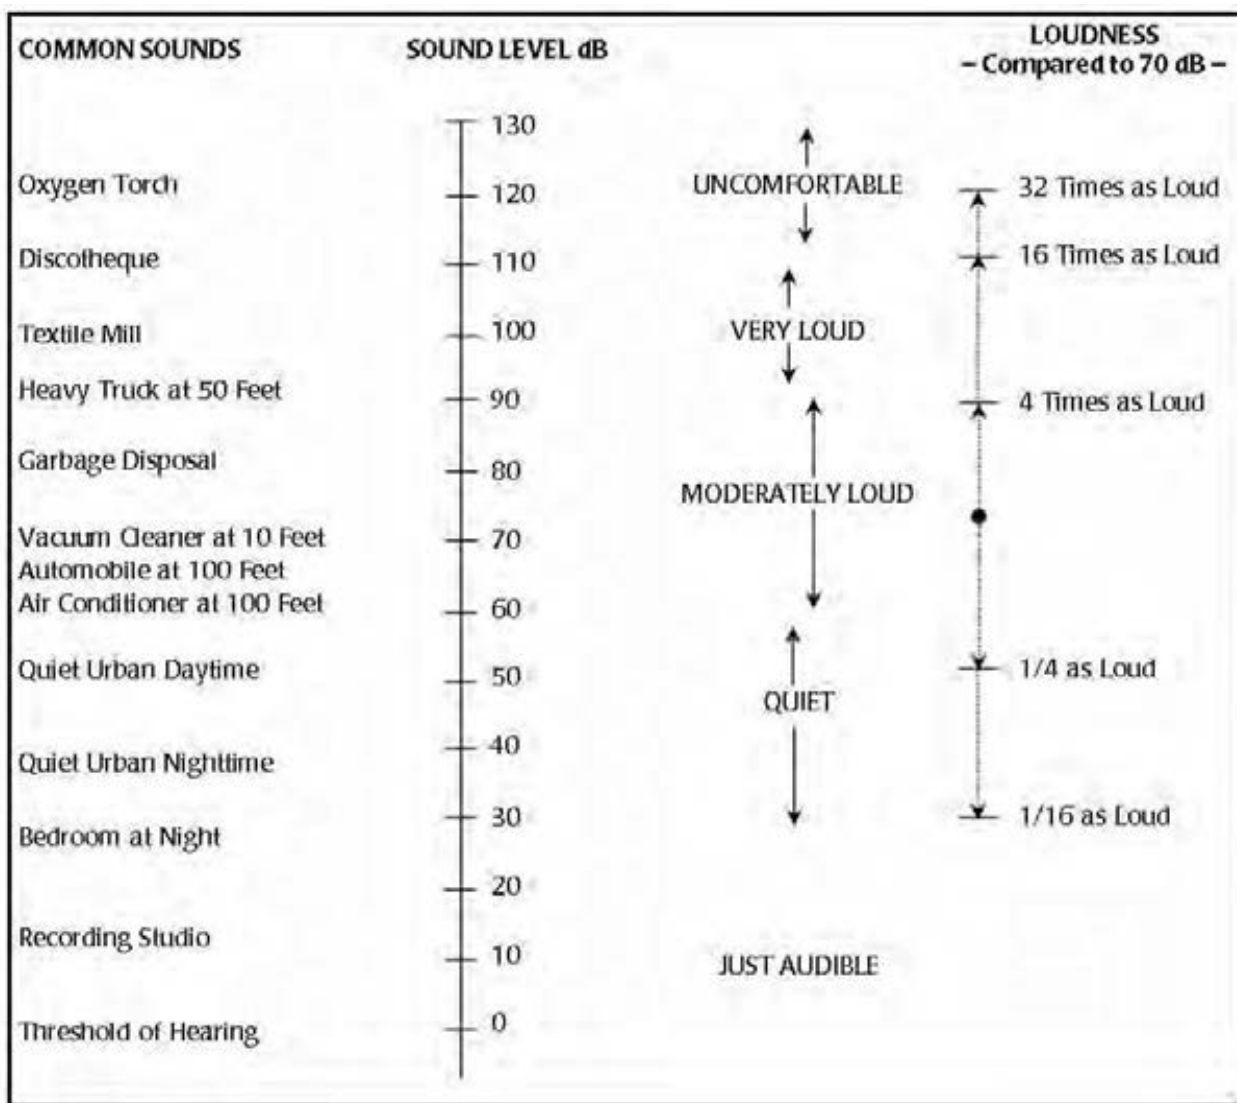 COMMON SOUNDS
SOUND LEVEL dB
LOUDNESS
– Compared to 70 dB –
130
Oxygen Torch
120
UNCOMFORTABLE
32 Times as Loud
Discotheque
110
16 Times as Loud
Textile Mill
100
VERY LOUD
Heavy Truck at 50 Feet
90
4 Times as Loud
Garbage Disposal
80
MODERATELY LOUD
Vacuum Cleaner at 10 Feet
70
Automobile at 100 Feet
Air Conditioner at 100 Feet
60
Quiet Urban Daytime
50
1/4 as Loud
QUIET
40
Quiet Urban Nighttime
30
1/16 as Loud
Bedroom at Night
20
Recording Studio
10
JUST AUDIBLE
Threshold of Hearing
0